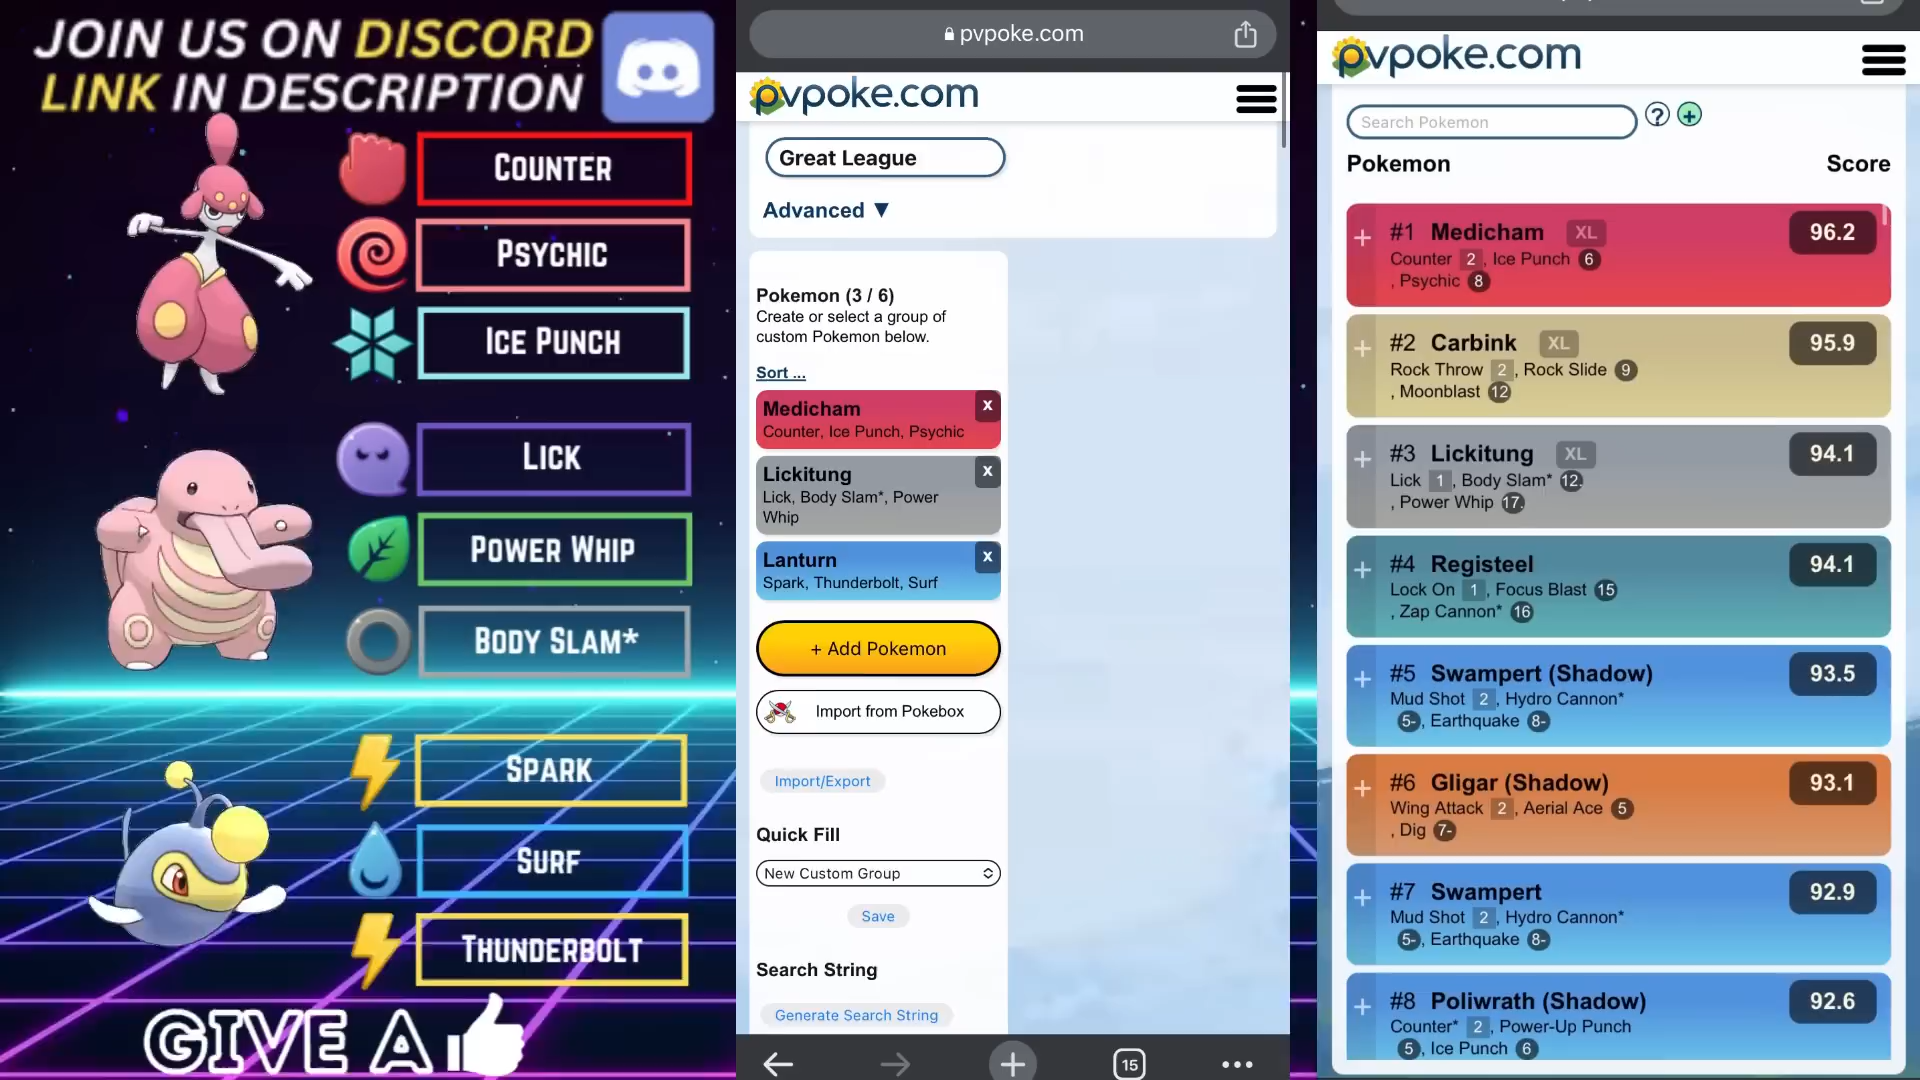 JOIN US ON DISCORD
LINK IN DESCRIPTION
COUNTER
PSYCHIC
ICE PUNCH
LICK
POWER WHIP
BODY SLAM*
SPARK
SURF
THUNDERBOLT
GIVE A
pvpoke.com
pvpoke.com
Great League
Advanced ▼
Pokemon (3 / 6)
Create or select a group of
custom Pokemon below.
Sort ...
Medicham
X
Counter, Ice Punch, Psychic
Lickitung
X
Lick, Body Slam*, Power
Whip
Lanturn
X
Spark, Thunderbolt, Surf
+ Add Pokemon
Import from Pokebox
Import/Export
Quick Fill
New Custom Group
Save
Search String
Generate Search String
15
pvpoke.com
Search Pokemon
?
+
Pokemon Score
+ #1 Medicham XL 96.2
Counter 2 , Ice Punch 6
, Psychic 8
+ #2 Carbink XL 95.9
Rock Throw 2 , Rock Slide 9
, Moonblast 12
+ #3 Lickitung XL 94.1
Lick 1 , Body Slam* 12.
, Power Whip 17.
+ #4 Registeel 94.1
Lock On 1 , Focus Blast 15
, Zap Cannon* 16
+ #5 Swampert (Shadow) 93.5
Mud Shot 2 , Hydro Cannon*
5- , Earthquake 8-
+ #6 Gligar (Shadow) 93.1
Wing Attack 2 , Aerial Ace 5
, Dig 7-
+ #7 Swampert 92.9
Mud Shot 2 , Hydro Cannon*
5- , Earthquake 8-
+ #8 Poliwrath (Shadow) 92.6
Counter* 2 , Power-Up Punch
5 , Ice Punch 6